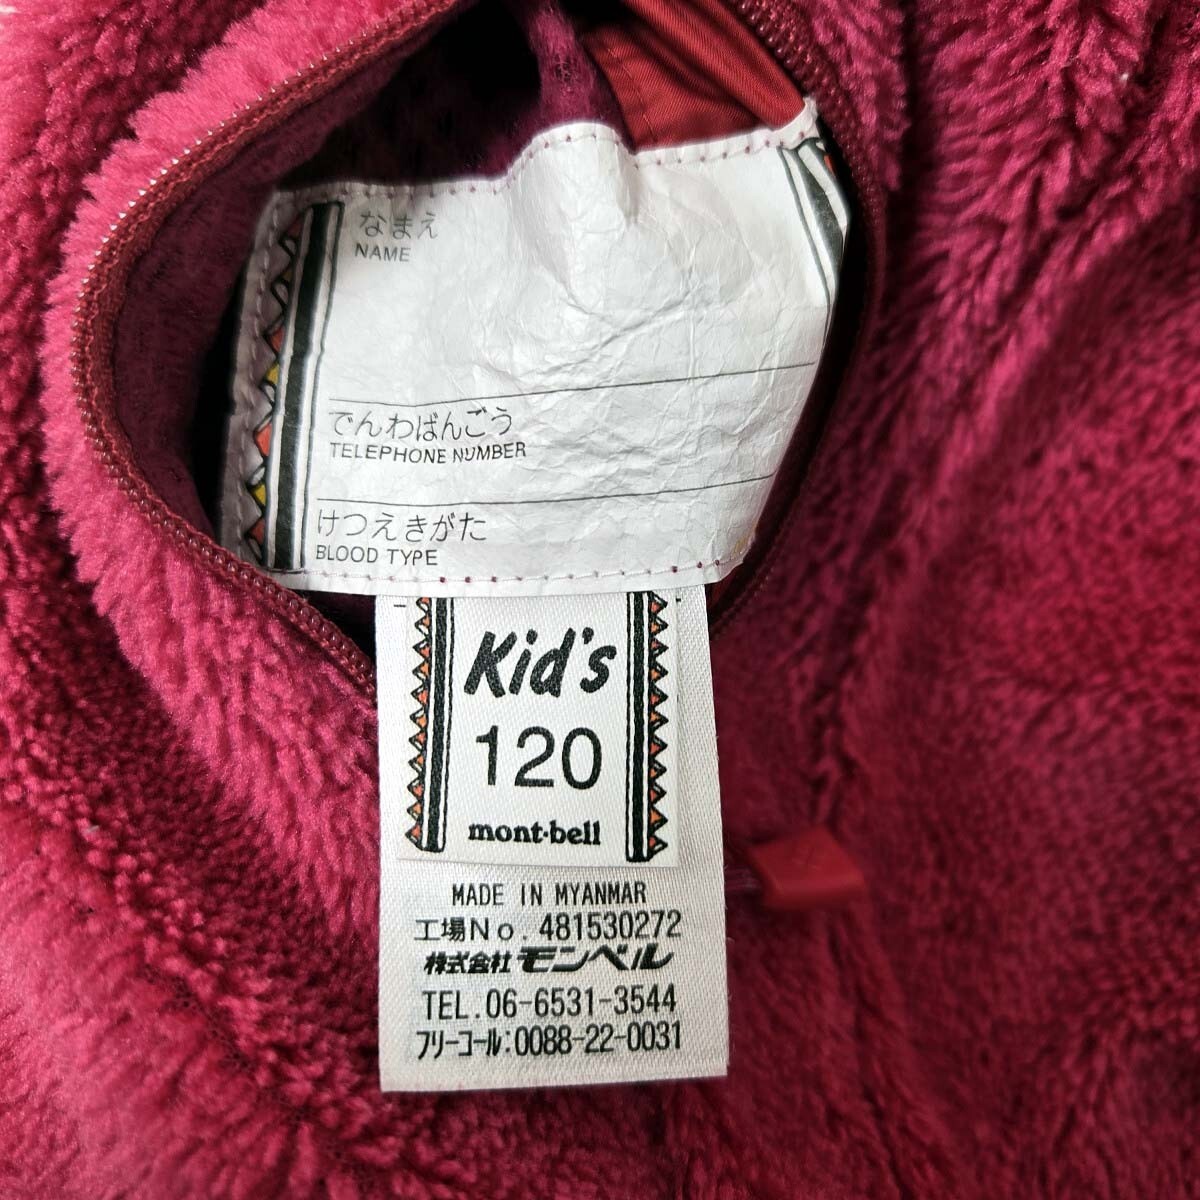 なまえ
NAME
でんわばんごう
TELEPHONE NUMBER
けつえきがた
BLOOD TYPE
Kid's
120
mont-bell
MADE IN MYANMAR
工場No. 481530272
株式会社 モンベル
TEL. 06-6531-3544
フリーコール:0088-22-0031